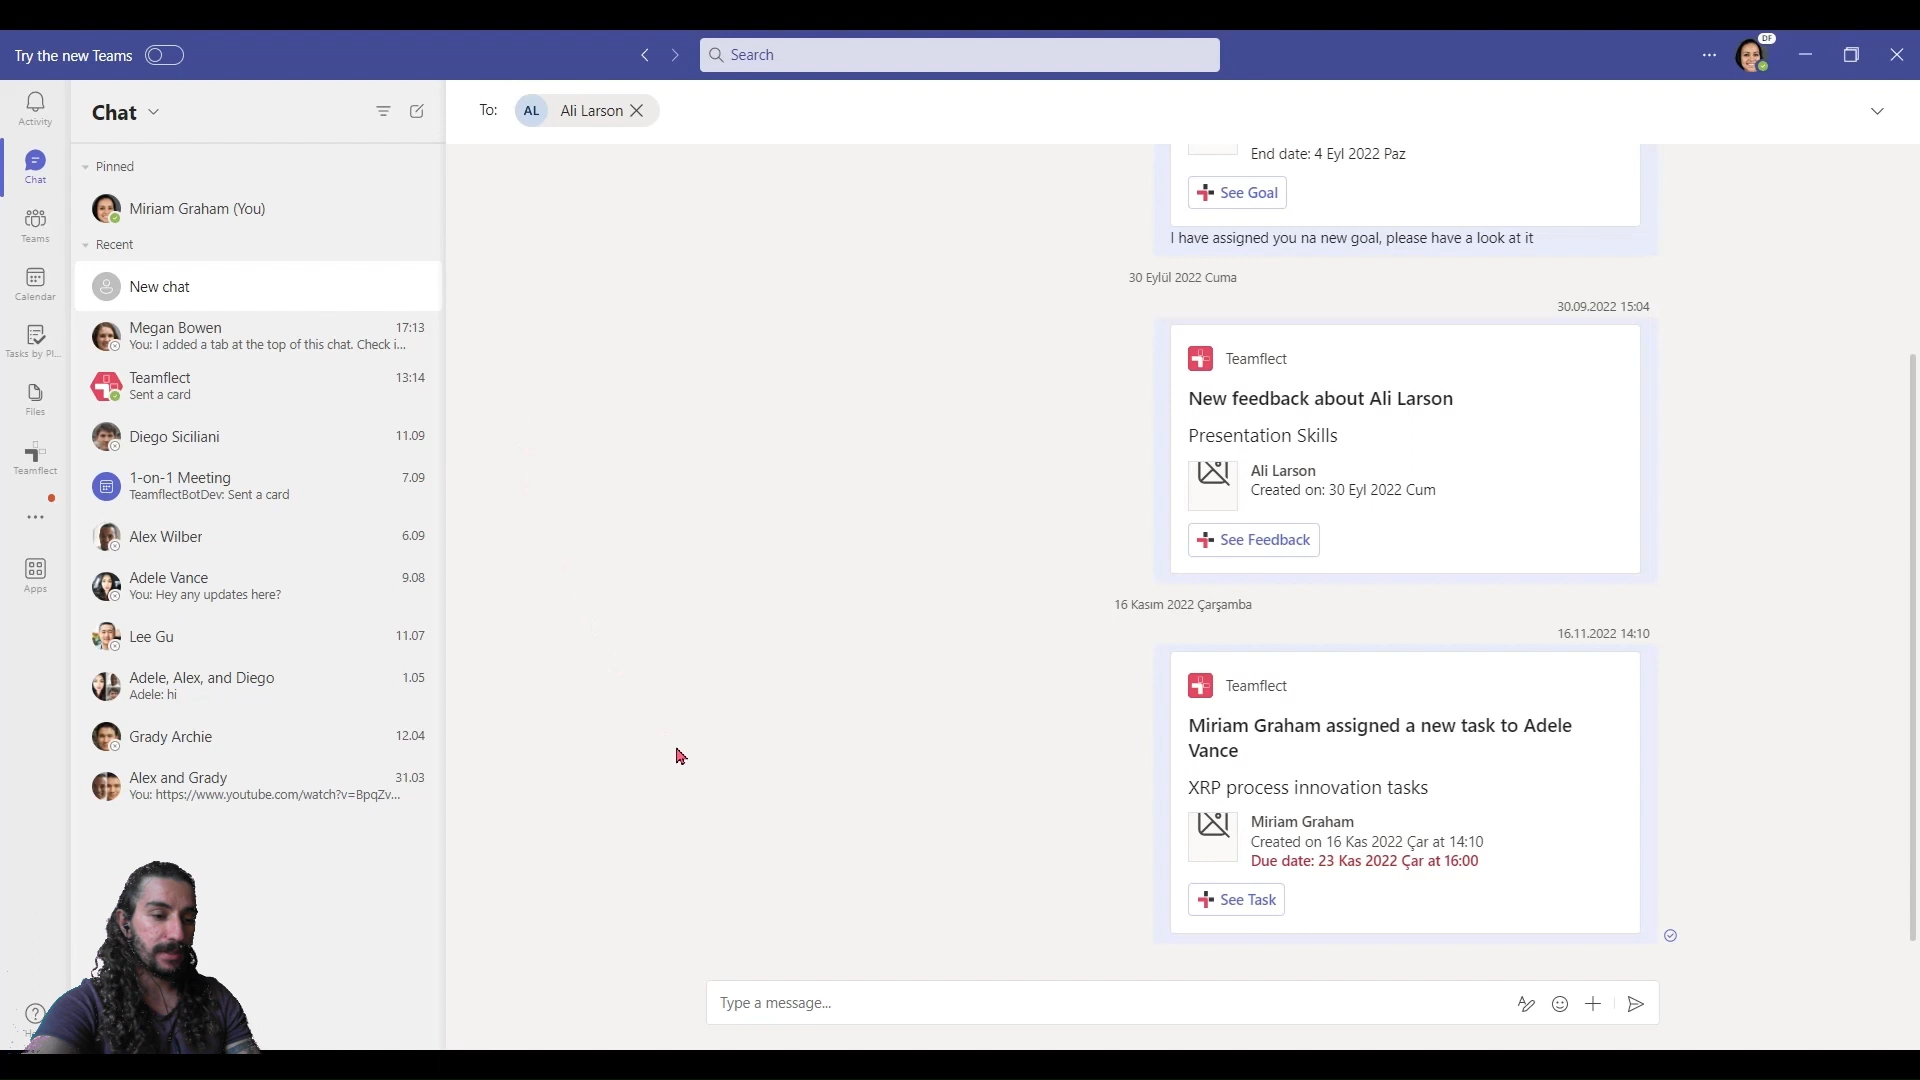 Try the new Teams
Search
DF
Activity
Chat
Teams
Calendar
Tasks by Pl...
Files
Teamflect
Apps
Chat
Pinned
Miriam Graham (You)
Recent
New chat
Megan Bowen 17:13
You: I added a tab at the top of this chat. Check i...
Teamflect 13:14
Sent a card
Diego Siciliani 11.09
1-on-1 Meeting 7.09
TeamflectBotDev: Sent a card
Alex Wilber 6.09
Adele Vance 9.08
You: Hey any updates here?
Lee Gu 11.07
Adele, Alex, and Diego 1.05
Adele: hi
Grady Archie 12.04
Alex and Grady 31.03
You: https://www.youtube.com/watch?v=BpqZv...
To: AL Ali Larson
End date: 4 Eyl 2022 Paz
See Goal
I have assigned you na new goal, please have a look at it
30 Eylül 2022 Cuma
30.09.2022 15:04
Teamflect
New feedback about Ali Larson
Presentation Skills
Ali Larson
Created on: 30 Eyl 2022 Cum
See Feedback
16 Kasım 2022 Çarşamba
16.11.2022 14:10
Teamflect
Miriam Graham assigned a new task to Adele
Vance
XRP process innovation tasks
Miriam Graham
Created on 16 Kas 2022 Çar at 14:10
Due date: 23 Kas 2022 Çar at 16:00
See Task
Type a message...